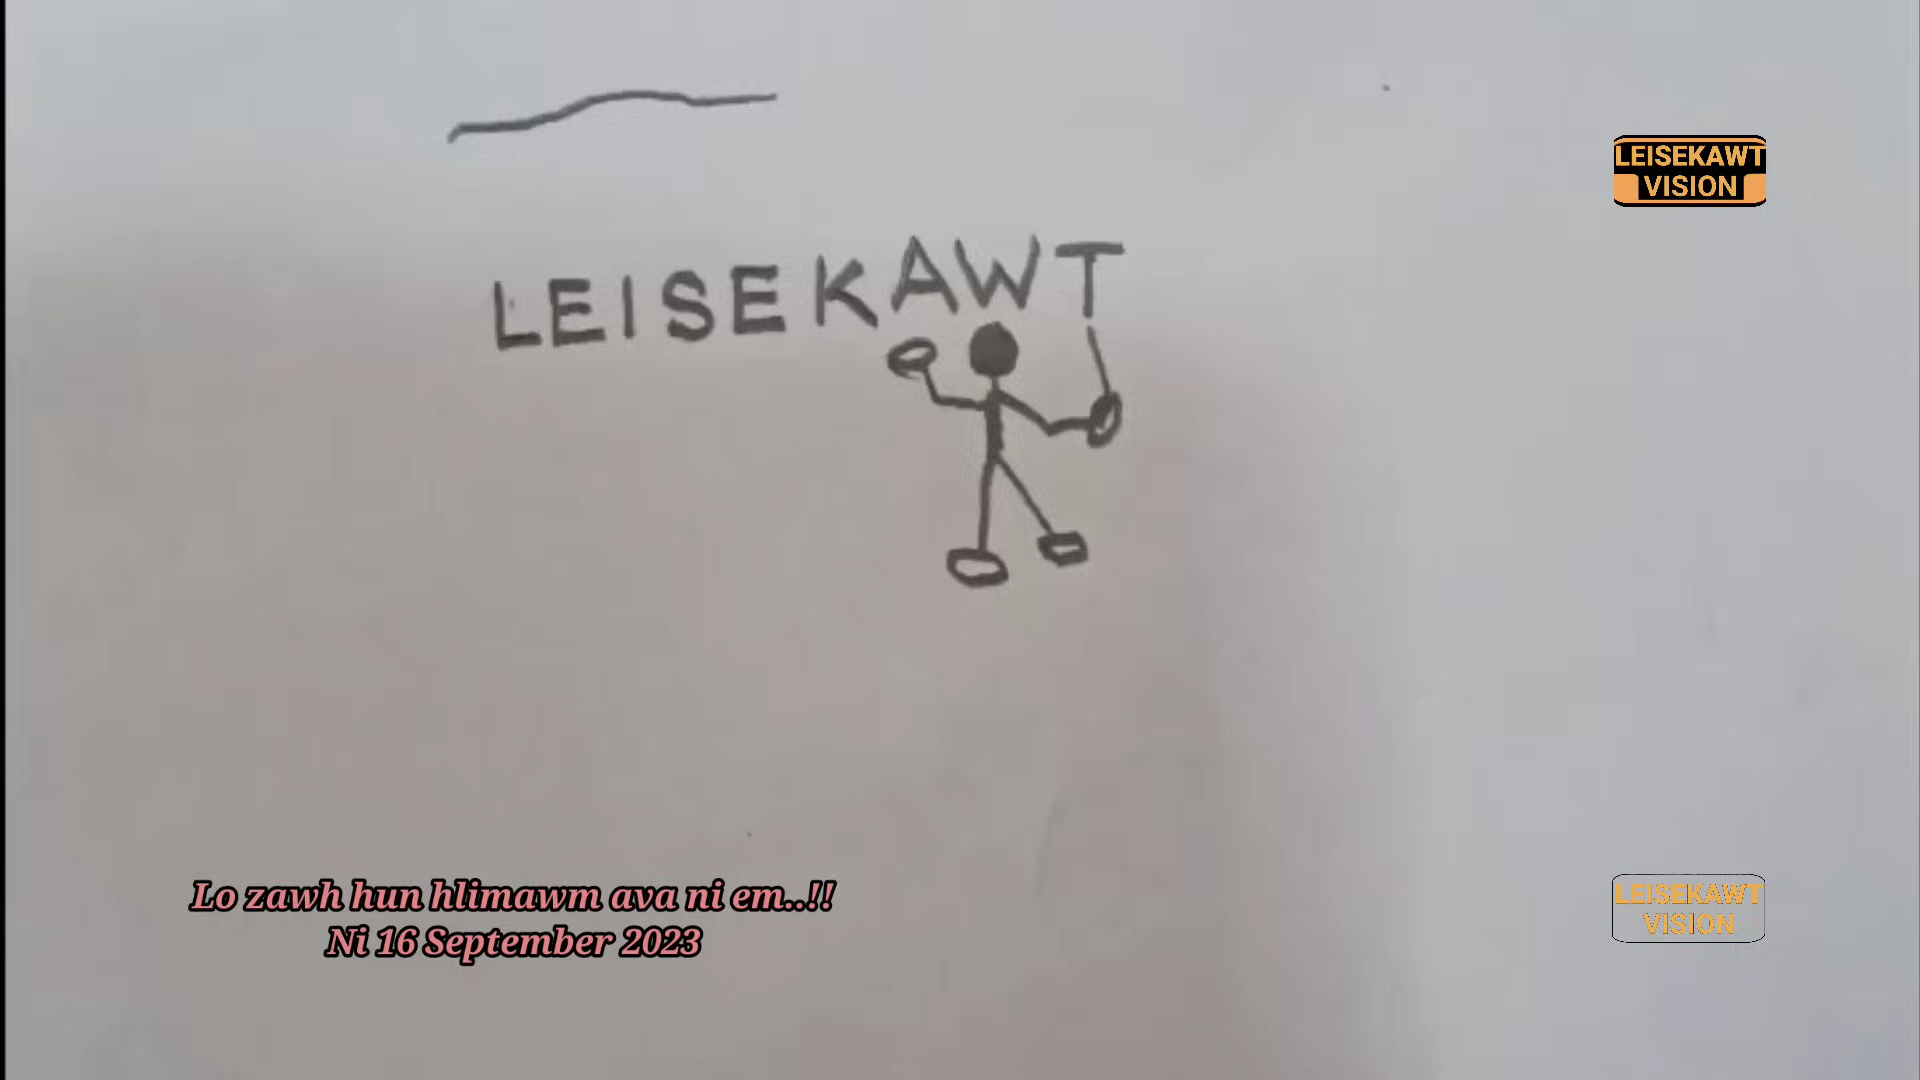 LEISEKAWT
VISION
LEISEKAWT
Lo zawh hun hlimawm ava ni em..!!
Ni 16 September 2023
LEISEKAWT
VISION